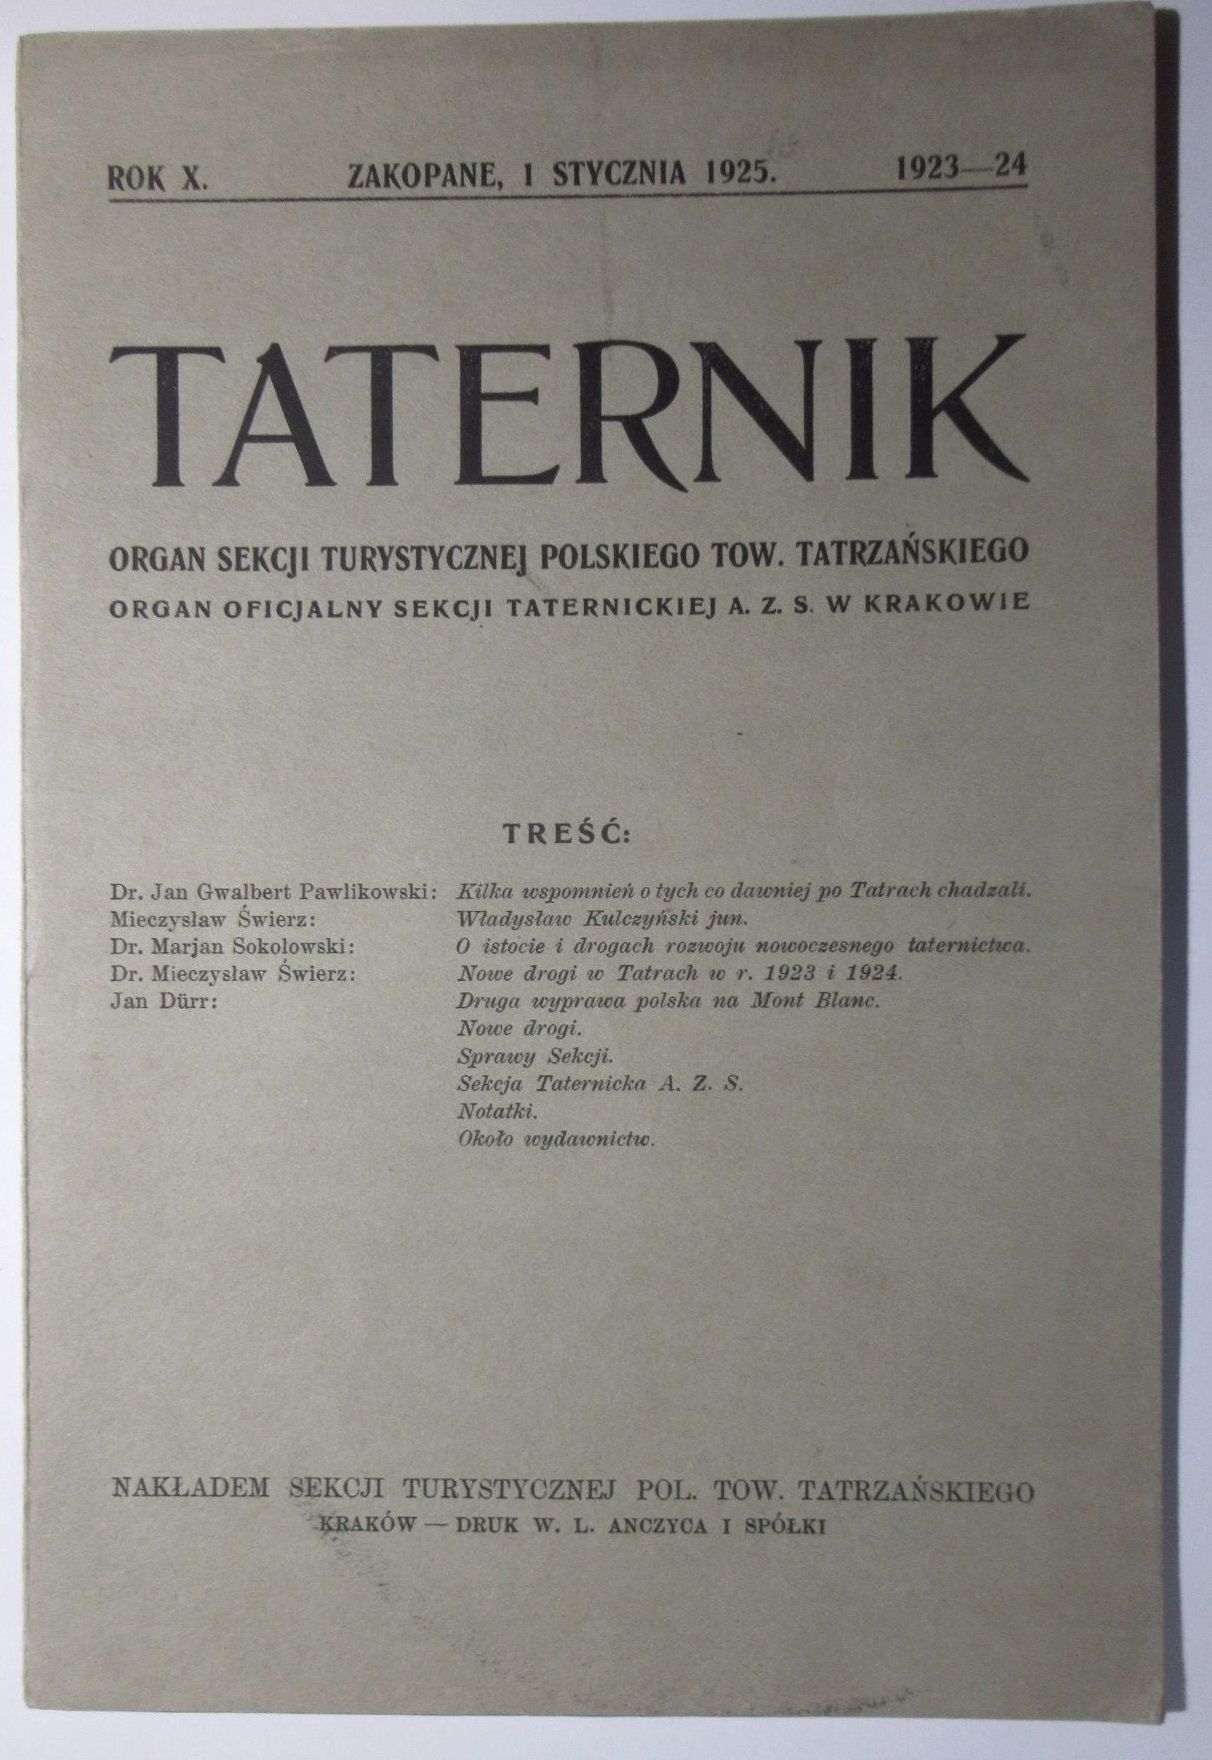 ROK X. ZAKOPANE, 1 STYCZNIA 1925. 1923—24
TATERNIK
ORGAN SEKCJI TURYSTYCZNEJ POLSKIEGO TOW. TATRZAŃSKIEGO
ORGAN OFICJALNY SEKCJI TATERNICKIEJ A. Z. S. W KRAKOWIE
TREŚĆ:
Dr. Jan Gwalbert Pawlikowski: Kilka wspomnień o tych co dawniej po Tatrach chadzali.
Mieczysław Świerz: Władysław Kulczyński jun.
Dr. Marjan Sokołowski: O istocie i drogach rozwoju nowoczesnego taternictwa.
Dr. Mieczysław Świerz: Nowe drogi w Tatrach w r. 1923 i 1924.
Jan Dürr: Druga wyprawa polska na Mont Blanc.
Nowe drogi.
Sprawy Sekcji.
Sekcja Taternicka A. Z. S.
Notatki.
Około wydawnictw.
NAKŁADEM SEKCJI TURYSTYCZNEJ POL. TOW. TATRZAŃSKIEGO
KRAKÓW — DRUK W. L. ANCZYCA I SPÓŁKI